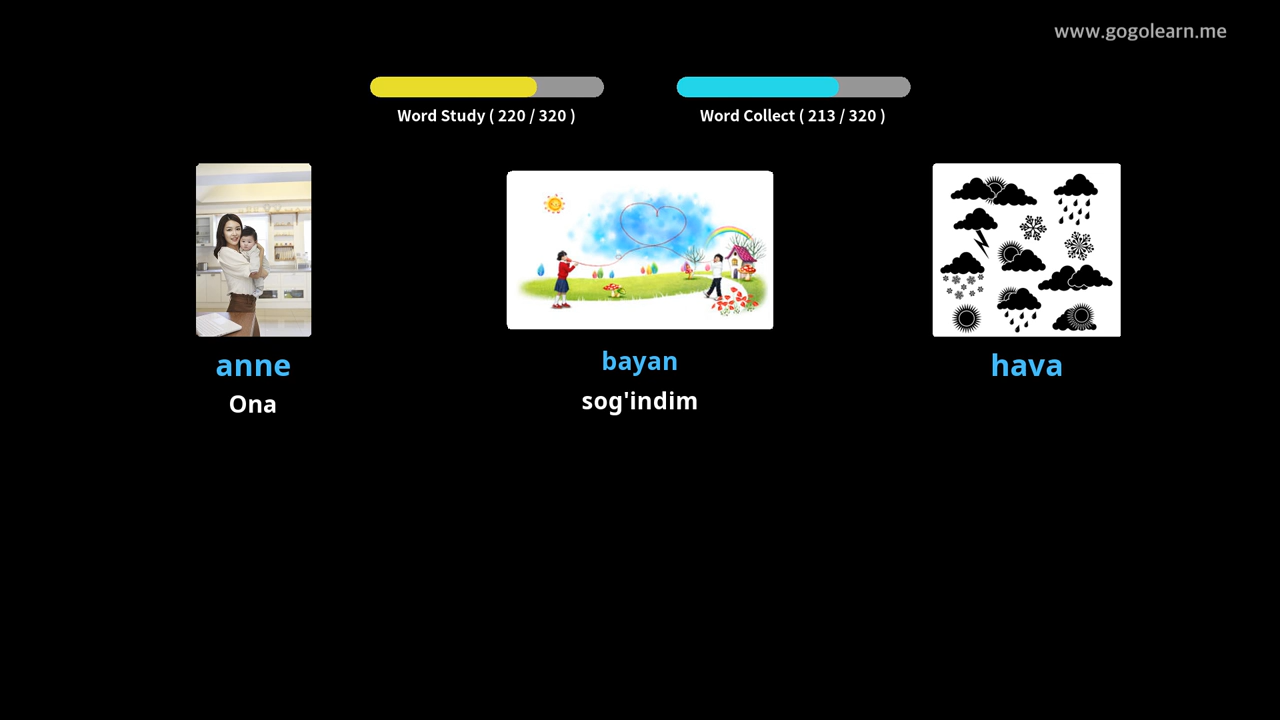 www.gogolearn.me
Word Study ( 220 / 320 )
Word Collect ( 213 / 320 )
anne
Ona
bayan
sog'indim
hava